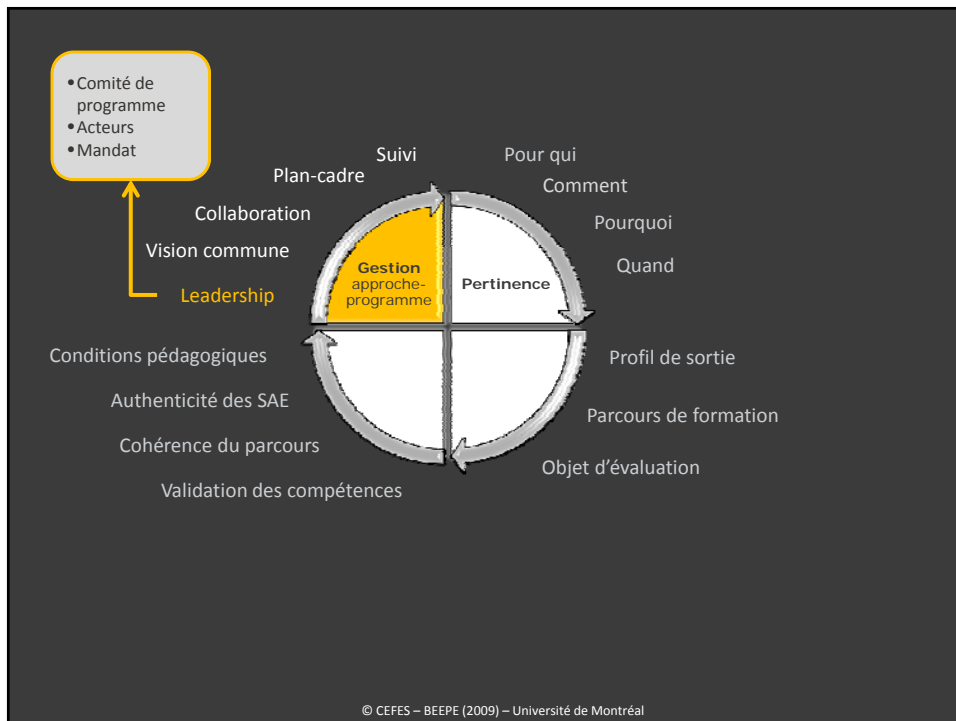 •Comité de
programme
•Acteurs
•Mandat
Suivi
Plan-cadre
Collaboration
Vision commune
Leadership
Pour qui
Comment
Pourquoi
Quand
Gestion
approche-
programme
Pertinence
Conditions pédagogiques
Authenticité des SAE
Cohérence du parcours
Validation des compétences
Profil de sortie
Parcours de formation
Objet d’évaluation
© CEFES – BEEPE (2009) – Université de Montréal